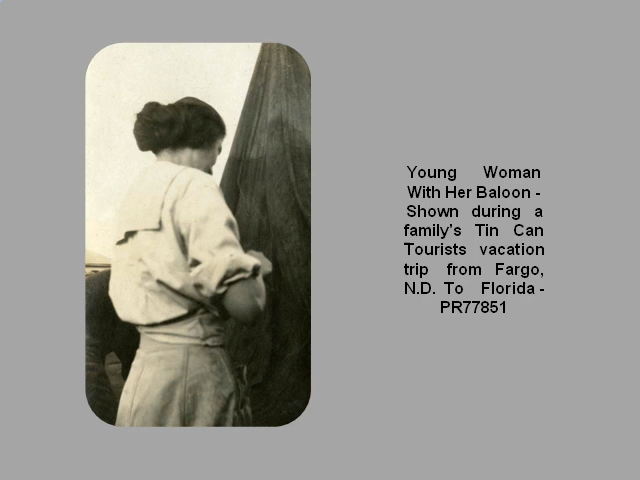 Young Woman
With Her Baloon -
Shown during a
family's Tin Can
Tourists vacation
trip from Fargo,
N.D. To Florida -
PR77851